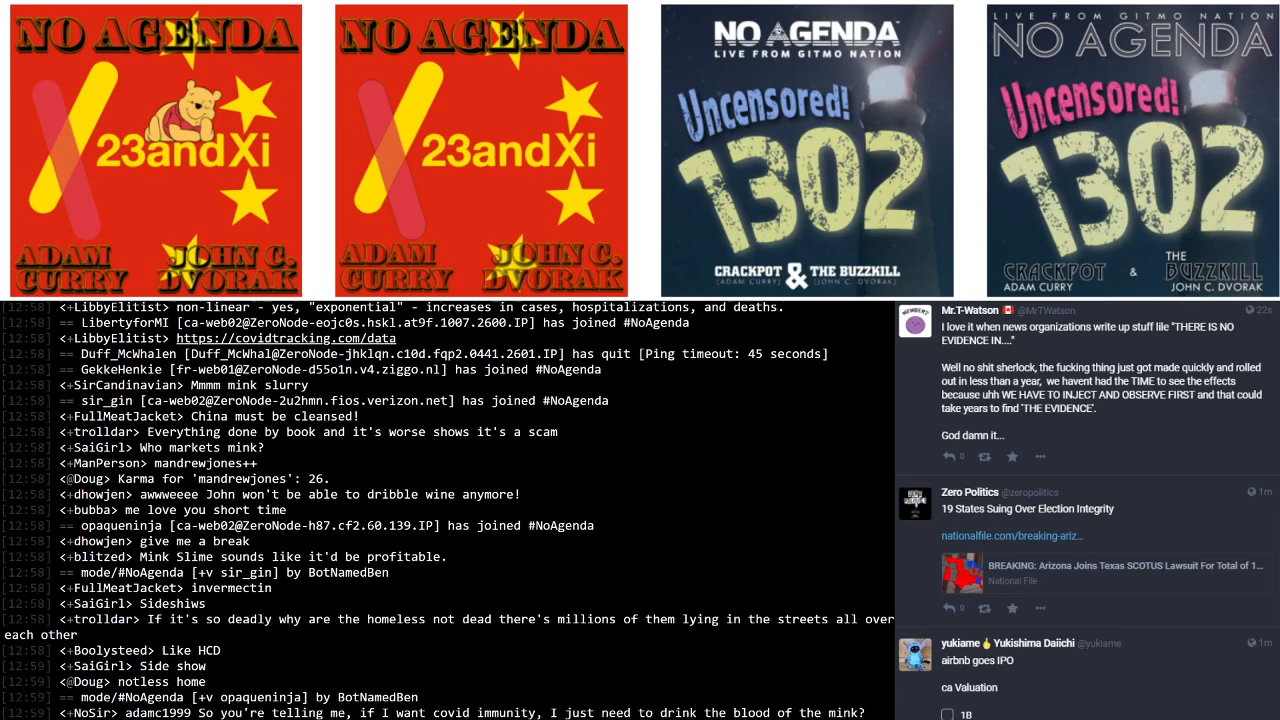 NO AGENDA
23andXi
ADAM CURRY
JOHN C. DVORAK
NO AGENDA
23andXi
ADAM CURRY
JOHN C. DVORAK
NO AGENDA™
LIVE FROM GITMO NATION
Uncensored!
1302
CRACKPOT & THE BUZZKILL
[ADAM CURRY] [JOHN C. DVORAK]
LIVE FROM GITMO NATION
NO AGENDA
Uncensored!
1302
CRACKPOT & THE BUZZKILL
ADAM CURRY JOHN C. DVORAK
[12:58] <+LibbyElitist> non-linear - yes, "exponential" - increases in cases, hospitalizations, and deaths.
[12:58] == LibertyforMI [ca-web02@ZeroNode-eojc0s.hskl.at9f.1007.2600.IP] has joined #NoAgenda
[12:58] <+LibbyElitist> https://covidtracking.com/data
[12:58] == Duff_McWhalen [Duff_McWhal@ZeroNode-jhklqn.c10d.fqp2.0441.2601.IP] has quit [Ping timeout: 45 seconds]
[12:58] == GekkeHenkie [fr-web01@ZeroNode-d55o1n.v4.ziggo.nl] has joined #NoAgenda
[12:58] <+SirCandinavian> Mmmm mink slurry
[12:58] == sir_gin [ca-web02@ZeroNode-2u2hmn.fios.verizon.net] has joined #NoAgenda
[12:58] <+FullMeatJacket> China must be cleansed!
[12:58] <+trolldar> Everything done by book and it's worse shows it's a scam
[12:58] <+SaiGirl> Who markets mink?
[12:58] <+ManPerson> mandrewjones++
[12:58] <@Doug> Karma for 'mandrewjones': 26.
[12:58] <+dhowjen> awwweeee John won't be able to dribble wine anymore!
[12:58] <+bubba> me love you short time
[12:58] == opaqueninja [ca-web02@ZeroNode-h87.cf2.60.139.IP] has joined #NoAgenda
[12:58] <+dhowjen> give me a break
[12:58] <+blitzed> Mink Slime sounds like it'd be profitable.
[12:58] == mode/#NoAgenda [+v sir_gin] by BotNamedBen
[12:58] <+FullMeatJacket> invermectin
[12:58] <+SaiGirl> Sideshiws
[12:58] <+trolldar> If it's so deadly why are the homeless not dead there's millions of them lying in the streets all over
each other
[12:58] <+Boolysteed> Like HCD
[12:59] <+SaiGirl> Side show
[12:59] <@Doug> notless home
[12:59] == mode/#NoAgenda [+v opaqueninja] by BotNamedBen
[12:59] <+NoSir> adamc1999 So you're telling me, if I want covid immunity, I just need to drink the blood of the mink?
MEMBER?
Mr.T-Watson @MrTWatson 22s
I love it when news organizations write up stuff lile "THERE IS NO
EVIDENCE IN...."
Well no shit sherlock, the fucking thing just got made quickly and rolled
out in less than a year, we havent had the TIME to see the effects
because uhh WE HAVE TO INJECT AND OBSERVE FIRST and that could
take years to find 'THE EVIDENCE'.
God damn it...
0
Zero Politics @zeropolitics 1m
19 States Suing Over Election Integrity
nationalfile.com/breaking-ariz...
BREAKING: Arizona Joins Texas SCOTUS Lawsuit For Total of 1...
National File
0
yukiame🖕Yukishima Daiichi @yukiame 1m
airbnb goes IPO
ca Valuation
1B